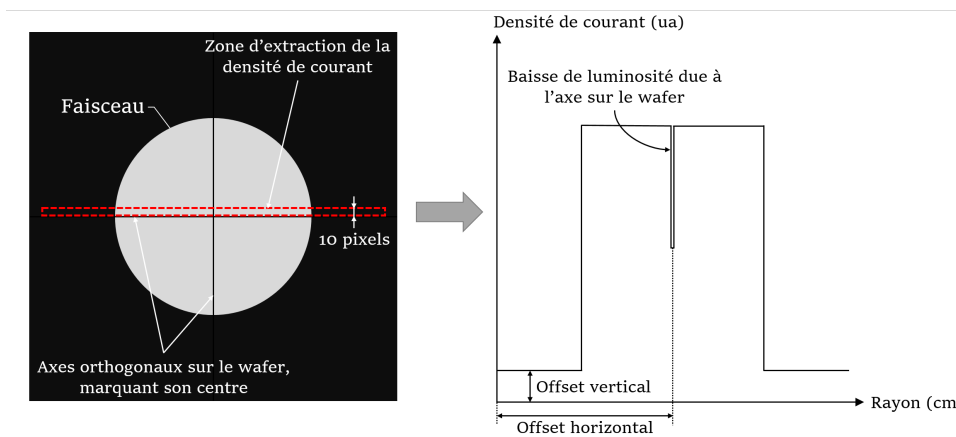 Zone d’extraction de la
densité de courant
Faisceau
10 pixels
Axes orthogonaux sur le wafer,
marquant son centre
Densité de courant (ua)
Baisse de luminosité due à
l’axe sur le wafer
Offset vertical
Rayon (cm
Offset horizontal